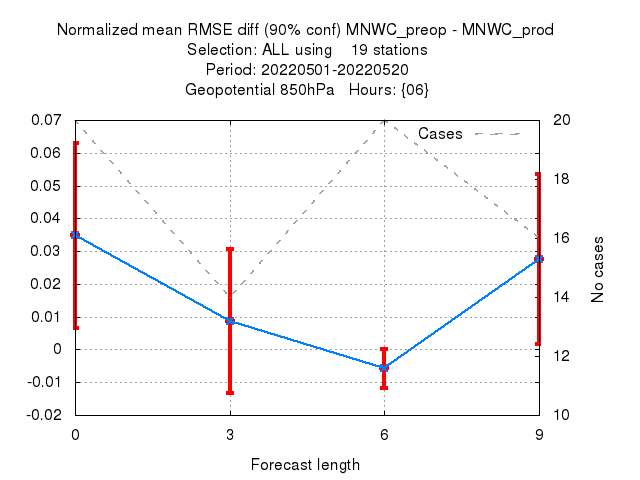 Normalized mean RMSE diff (90% conf) MNWC_preop - MNWC_prod
Selection: ALL using    19 stations
Period: 20220501-20220520
Geopotential 850hPa   Hours: {06}
Cases
0.07
0.06
0.05
0.04
0.03
0.02
0.01
0
-0.01
-0.02
20
18
16
14
12
10
No cases
0 3 6 9
Forecast length